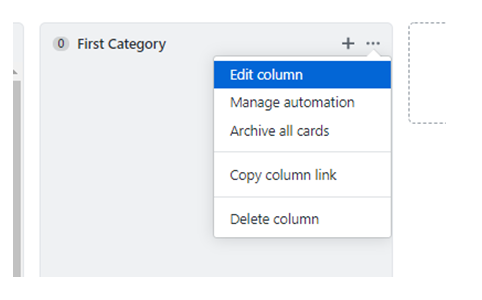 0 First Category + ...
Edit column
Manage automation
Archive all cards
Copy column link
Delete column